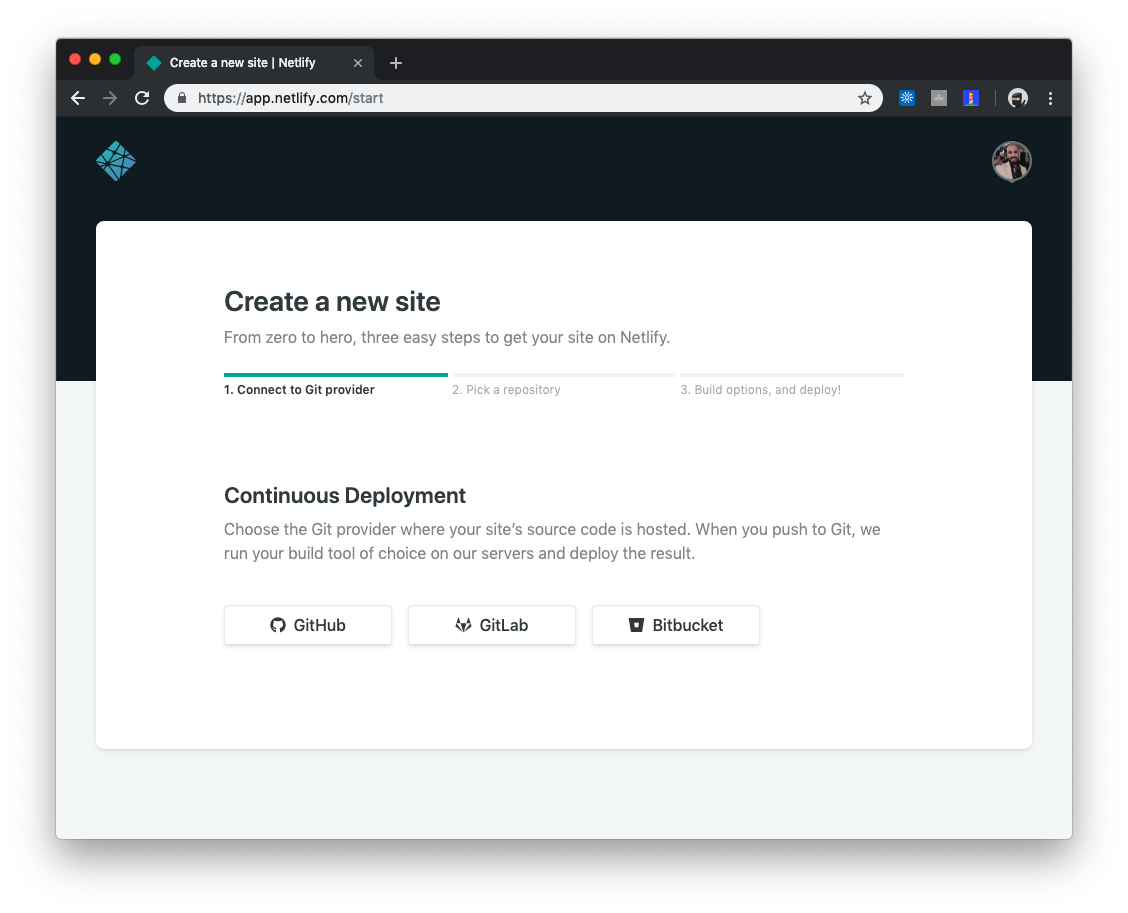 Create a new site | Netlify
https://app.netlify.com/start
Create a new site
From zero to hero, three easy steps to get your site on Netlify.
1. Connect to Git provider
2. Pick a repository
3. Build options, and deploy!
Continuous Deployment
Choose the Git provider where your site’s source code is hosted. When you push to Git, we
run your build tool of choice on our servers and deploy the result.
GitHub
GitLab
Bitbucket